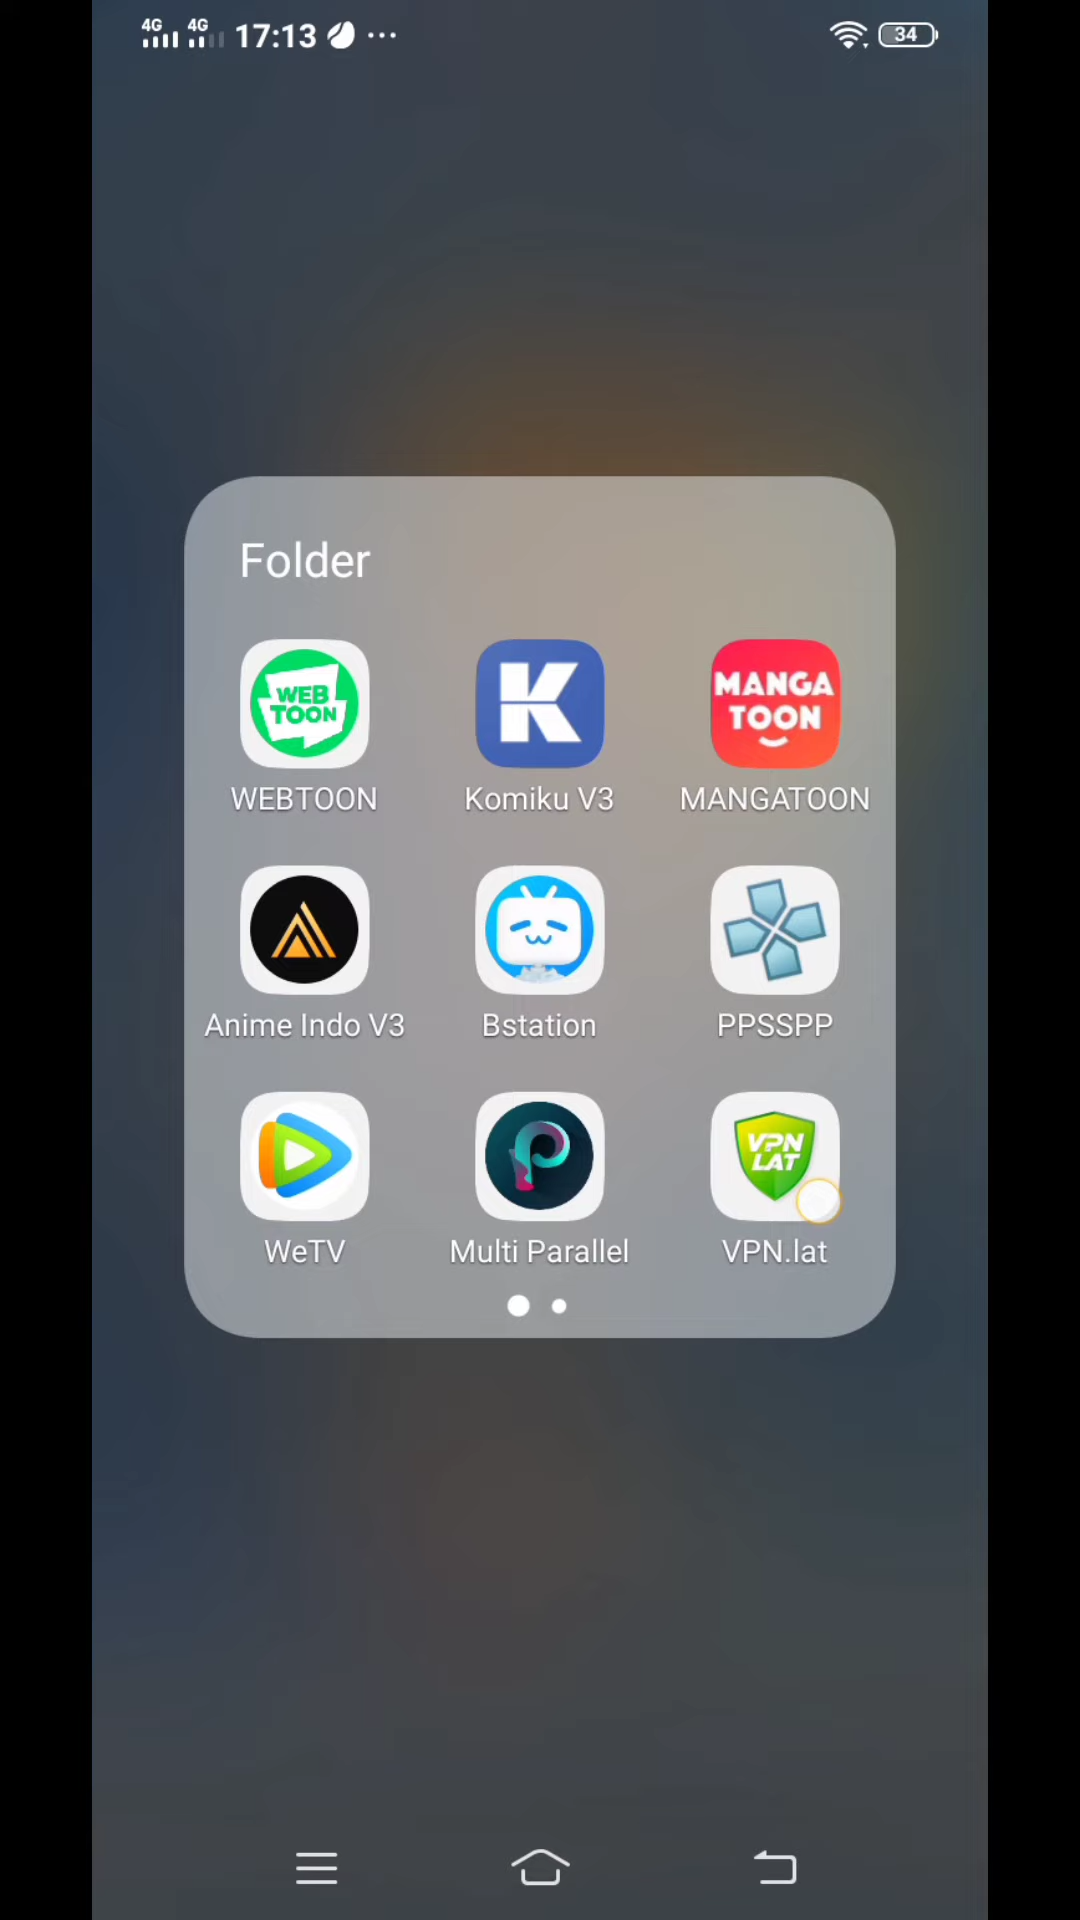 4G 4G 17:13 34
Folder
WEB
TOON
MANGA
TOON
WEBTOON Komiku V3 MANGATOON
Anime Indo V3 Bstation PPSSPP
VPN
LAT
WeTV Multi Parallel VPN.lat